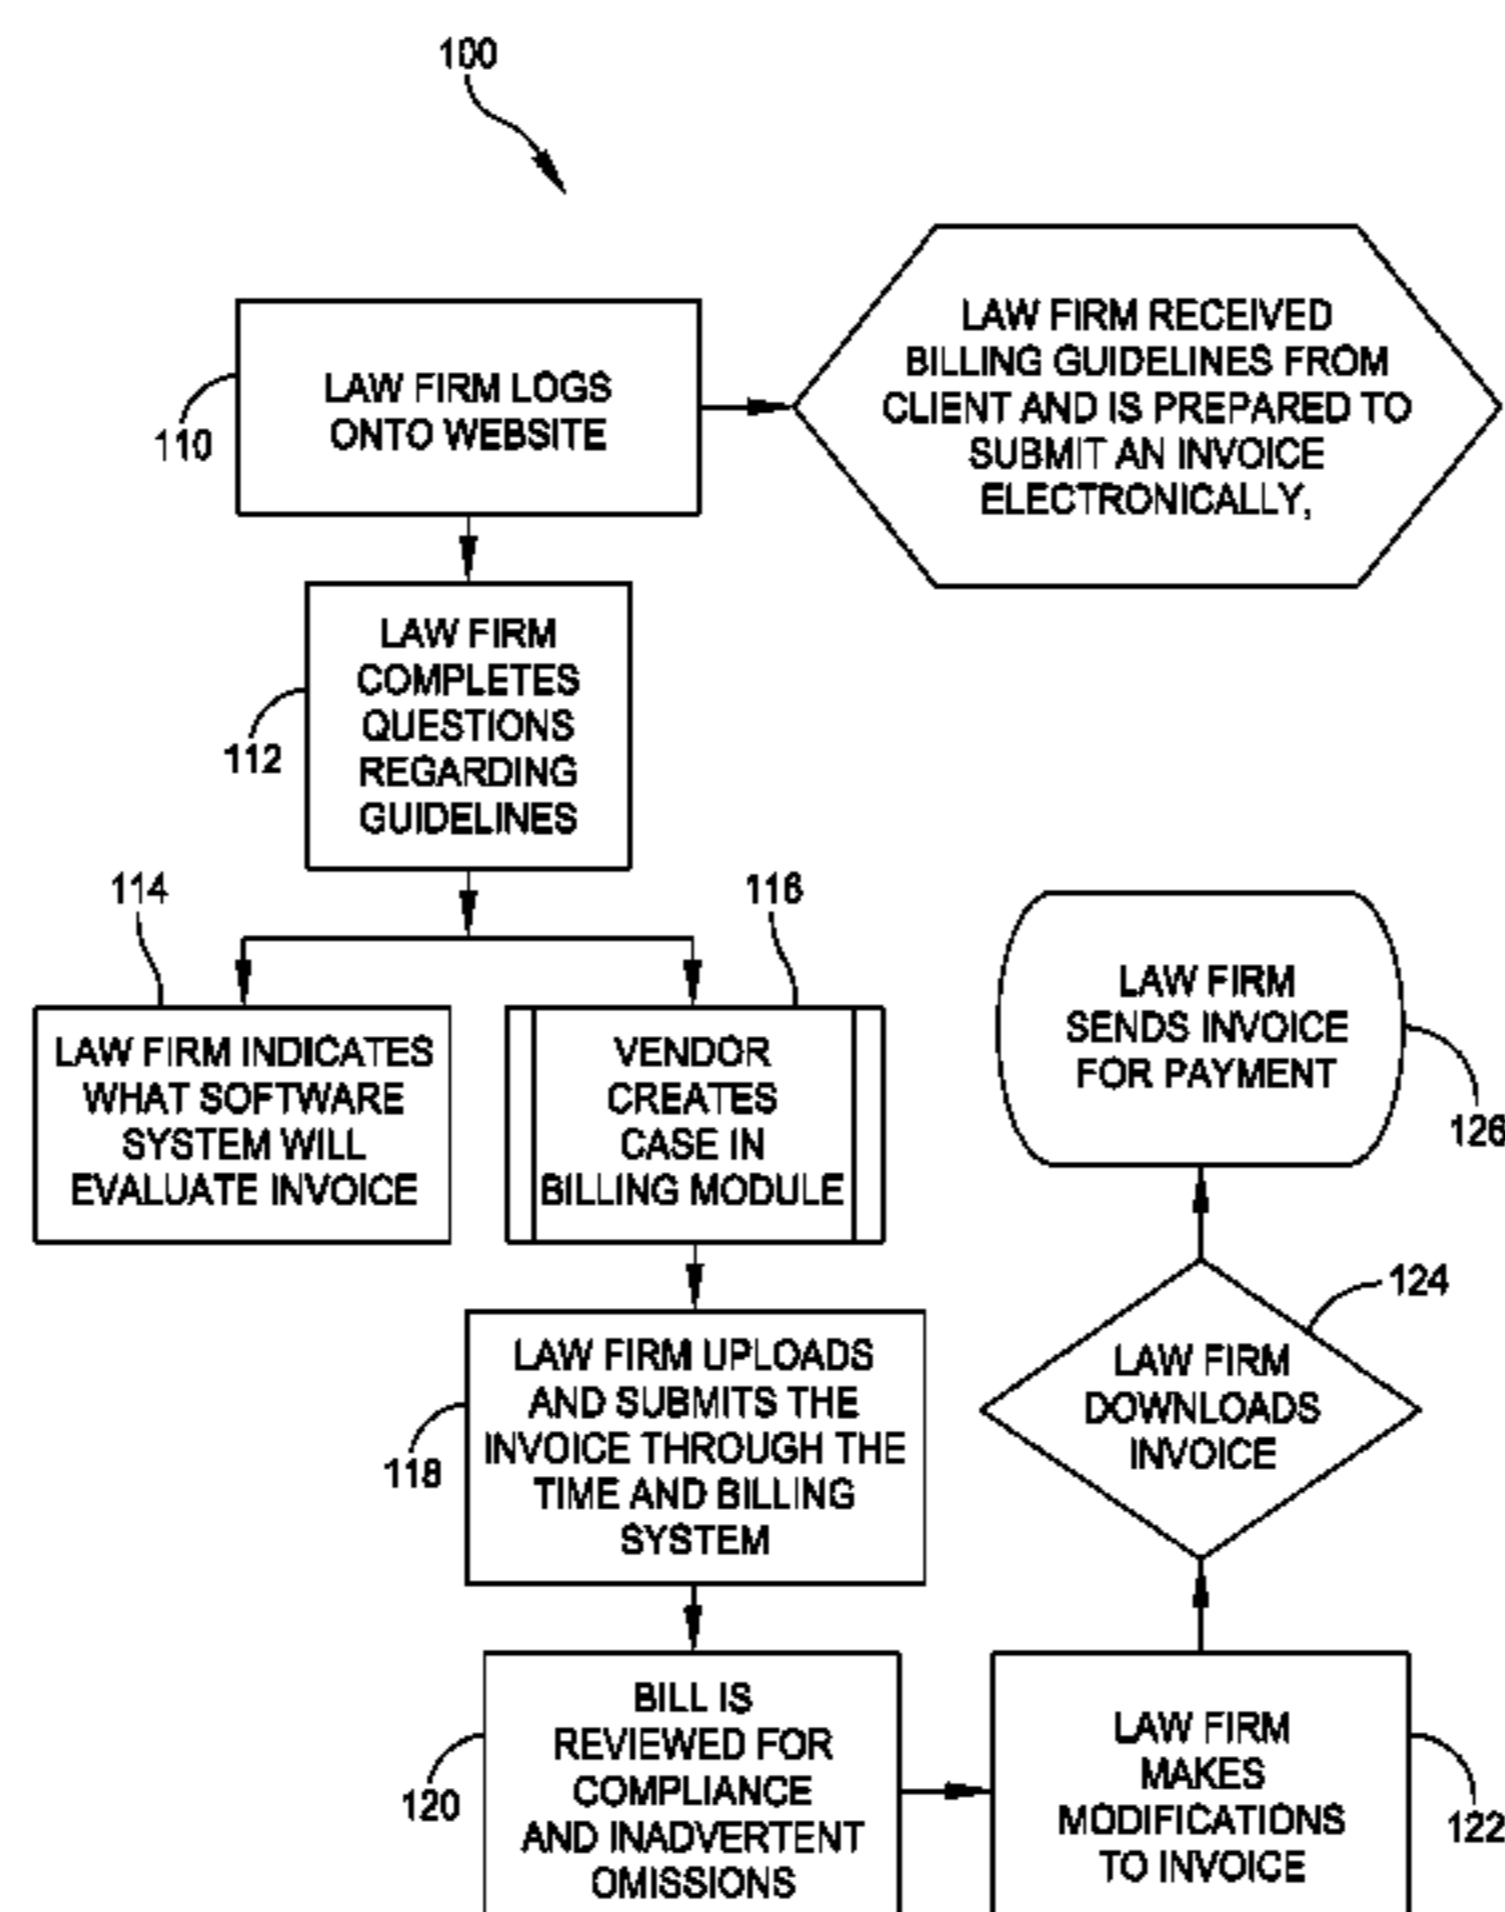 100
LAW FIRM LOGS
ONTO WEBSITE
110
LAW FIRM RECEIVED
BILLING GUIDELINES FROM
CLIENT AND IS PREPARED TO
SUBMIT AN INVOICE
ELECTRONICALLY,
LAW FIRM
COMPLETES
QUESTIONS
REGARDING
GUIDELINES
112
114
LAW FIRM INDICATES
WHAT SOFTWARE
SYSTEM WILL
EVALUATE INVOICE
116
VENDOR
CREATES
CASE IN
BILLING MODULE
LAW FIRM UPLOADS
AND SUBMITS THE
INVOICE THROUGH THE
TIME AND BILLING
SYSTEM
118
BILL IS
REVIEWED FOR
COMPLIANCE
AND INADVERTENT
OMISSIONS
120
LAW FIRM
MAKES
MODIFICATIONS
TO INVOICE
122
LAW FIRM
DOWNLOADS
INVOICE
124
LAW FIRM
SENDS INVOICE
FOR PAYMENT
126